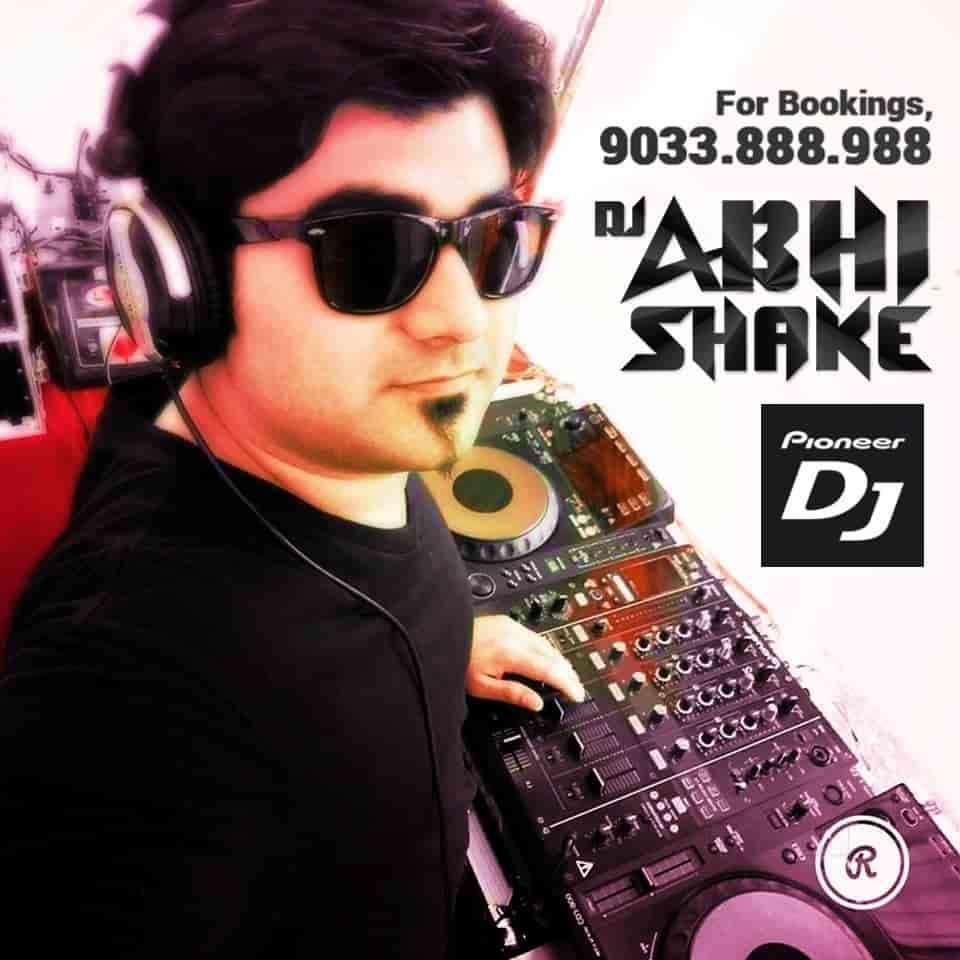 For Bookings,
9033.888.988
DJ ABHI
SHAKE
Pioneer
DJ
R